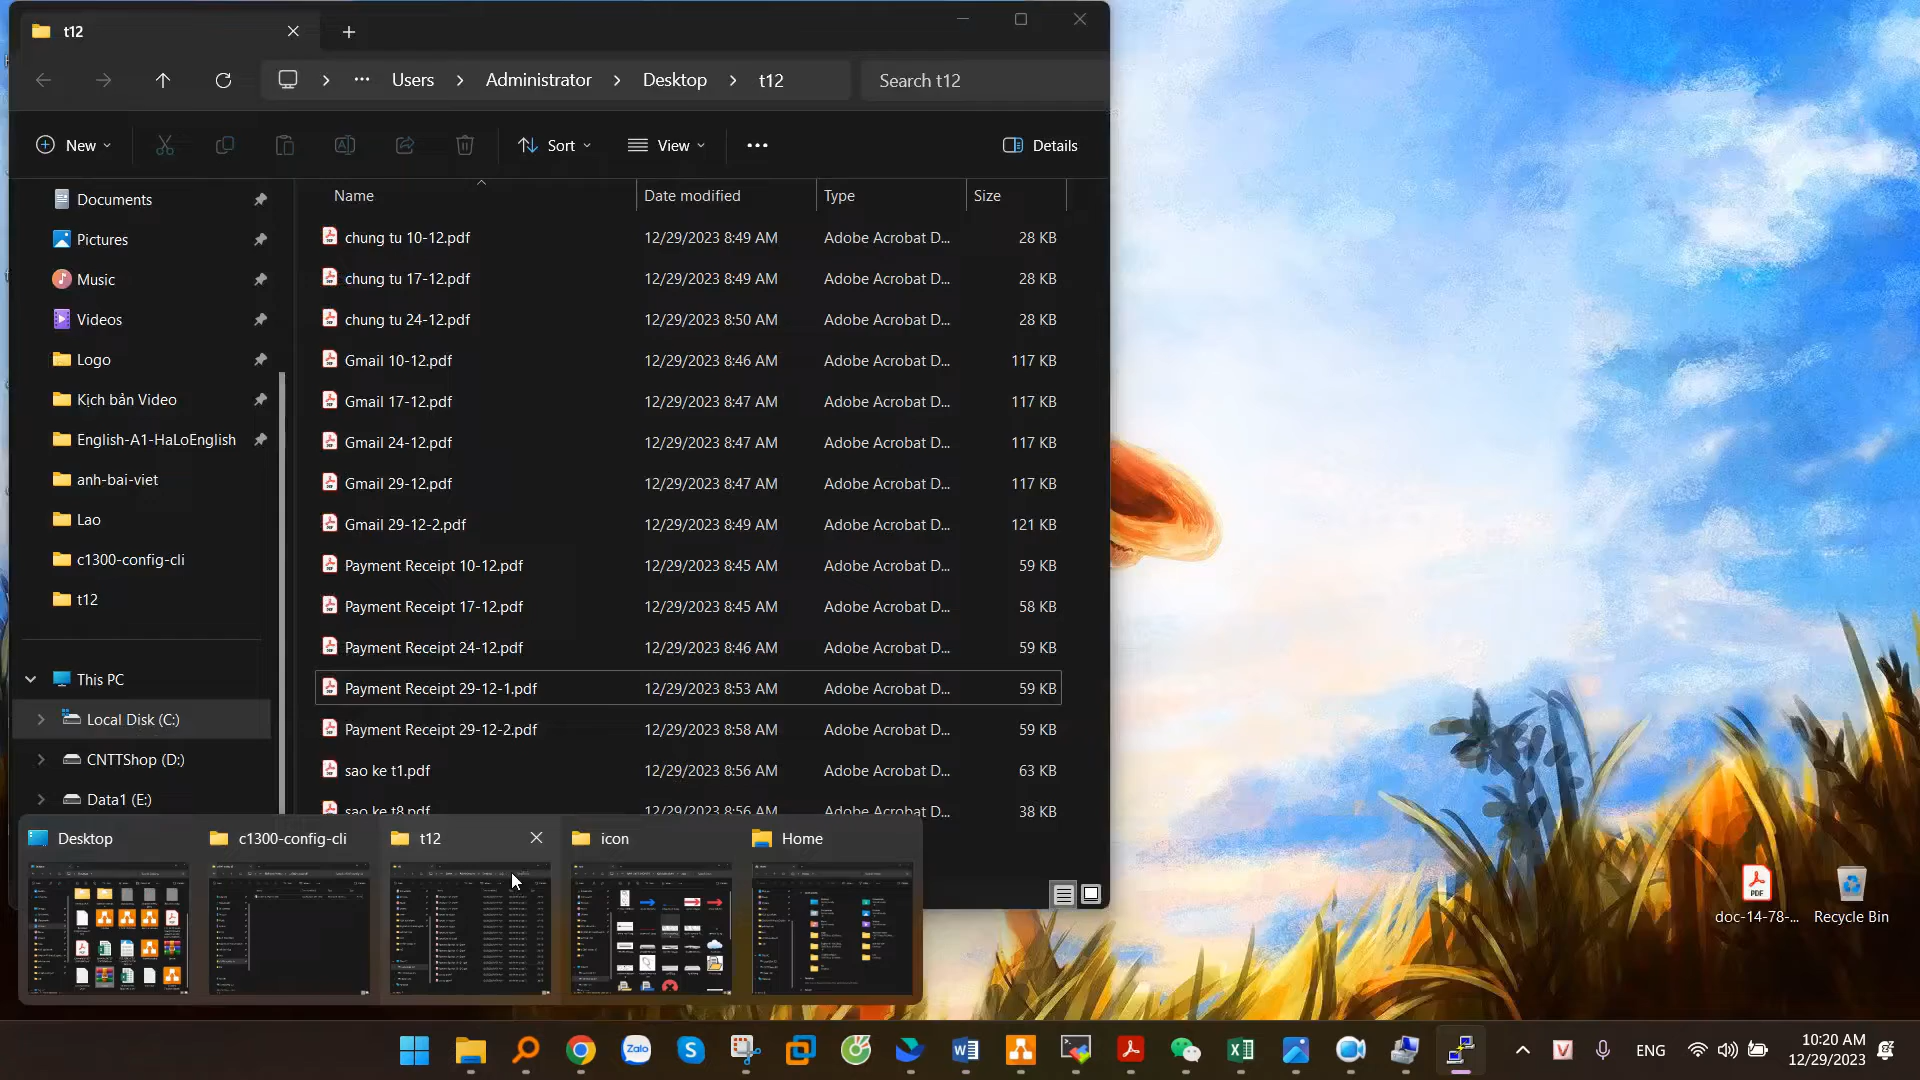 t12
Users
Administrator
Desktop
t12
Search t12
New
Sort
View
Details
Documents
Pictures
Music
Videos
Logo
Kịch bản Video
English-A1-HaLoEnglish
anh-bai-viet
Lao
c1300-config-cli
t12
This PC
Local Disk (C:)
CNTTShop (D:)
Data1 (E:)
Name Date modified Type Size
chung tu 10-12.pdf 12/29/2023 8:49 AM Adobe Acrobat D... 28 KB
chung tu 17-12.pdf 12/29/2023 8:49 AM Adobe Acrobat D... 28 KB
chung tu 24-12.pdf 12/29/2023 8:50 AM Adobe Acrobat D... 28 KB
Gmail 10-12.pdf 12/29/2023 8:46 AM Adobe Acrobat D... 117 KB
Gmail 17-12.pdf 12/29/2023 8:47 AM Adobe Acrobat D... 117 KB
Gmail 24-12.pdf 12/29/2023 8:47 AM Adobe Acrobat D... 117 KB
Gmail 29-12.pdf 12/29/2023 8:47 AM Adobe Acrobat D... 117 KB
Gmail 29-12-2.pdf 12/29/2023 8:49 AM Adobe Acrobat D... 121 KB
Payment Receipt 10-12.pdf 12/29/2023 8:45 AM Adobe Acrobat D... 59 KB
Payment Receipt 17-12.pdf 12/29/2023 8:45 AM Adobe Acrobat D... 58 KB
Payment Receipt 24-12.pdf 12/29/2023 8:46 AM Adobe Acrobat D... 59 KB
Payment Receipt 29-12-1.pdf 12/29/2023 8:53 AM Adobe Acrobat D... 59 KB
Payment Receipt 29-12-2.pdf 12/29/2023 8:58 AM Adobe Acrobat D... 59 KB
sao ke t1.pdf 12/29/2023 8:56 AM Adobe Acrobat D... 63 KB
sao ke t8.pdf 12/29/2023 8:56 AM Adobe Acrobat D... 38 KB
Desktop
c1300-config-cli
t12
icon
Home
doc-14-78-...
Recycle Bin
Zalo
ENG
10:20 AM
12/29/2023